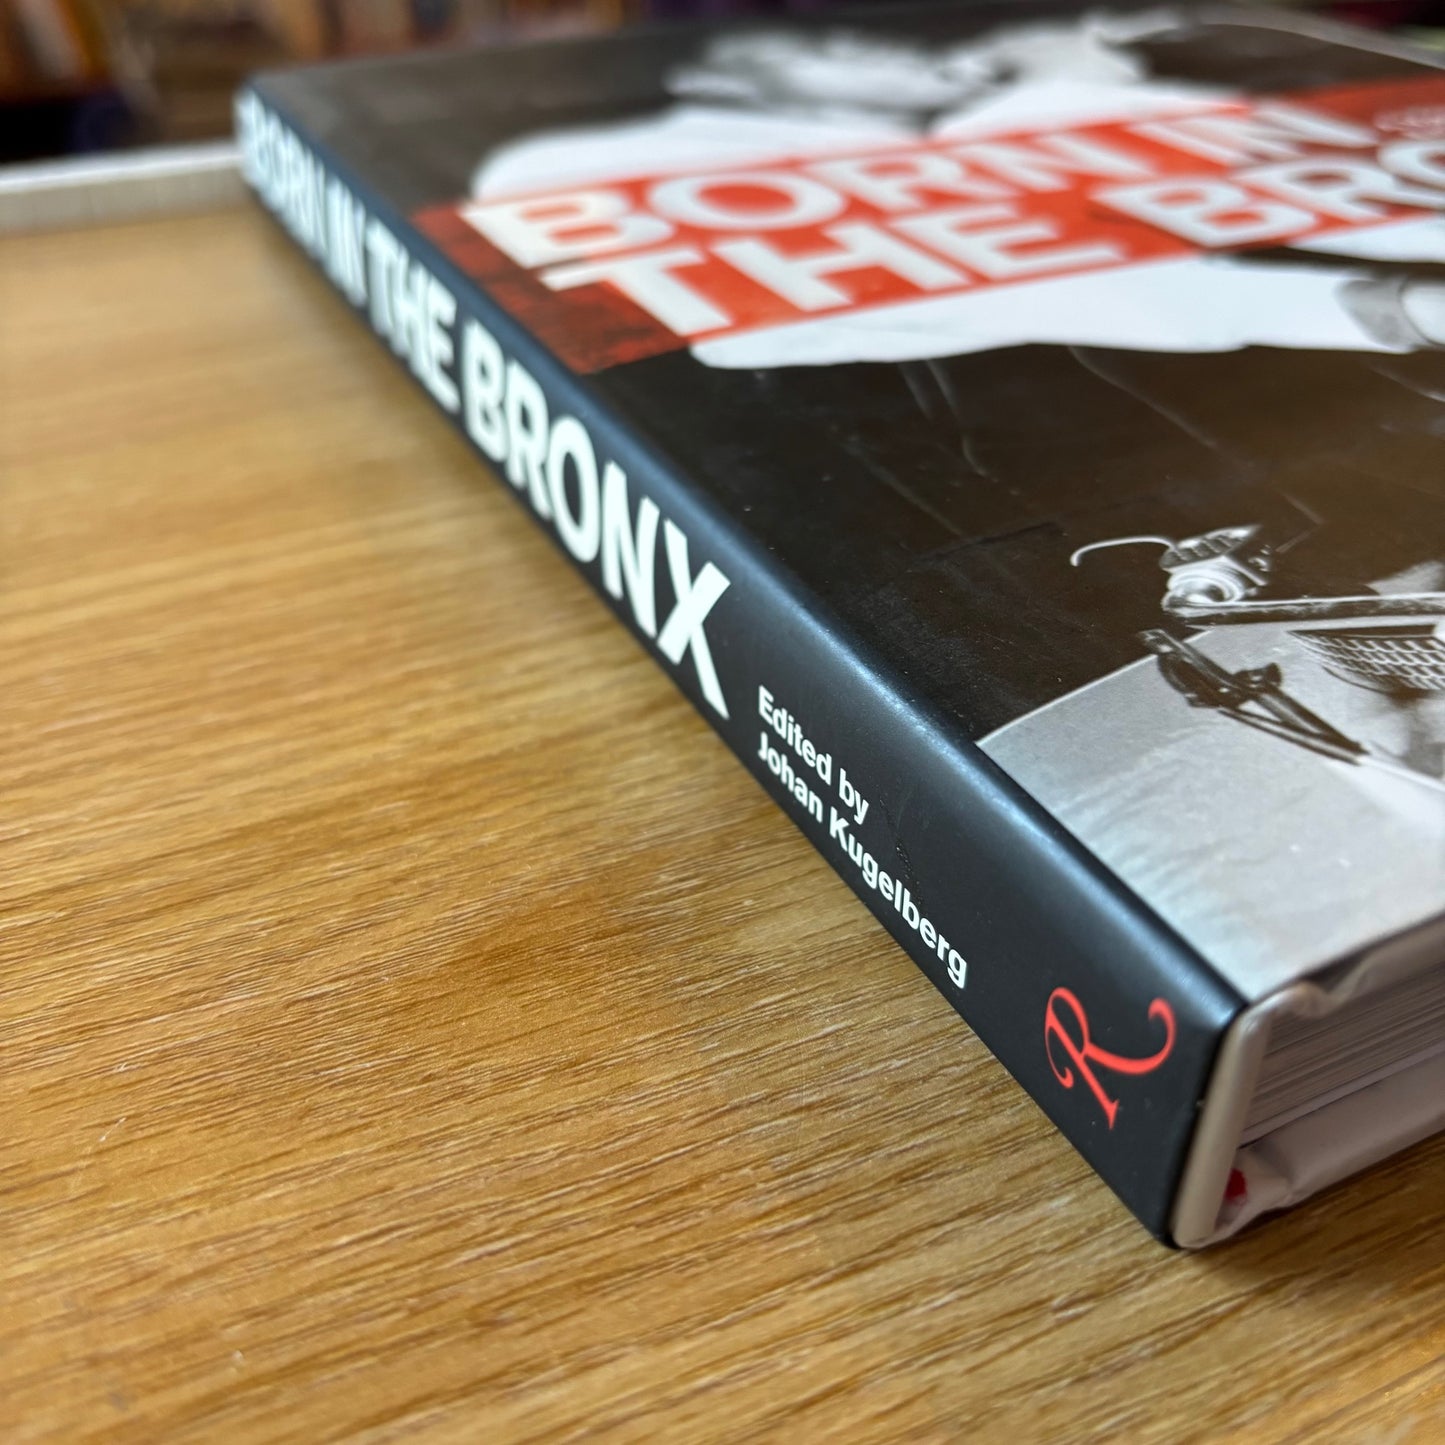 BORN IN
THE BRO
BORN IN THE BRONX
Edited by
Johan Kugelberg
R